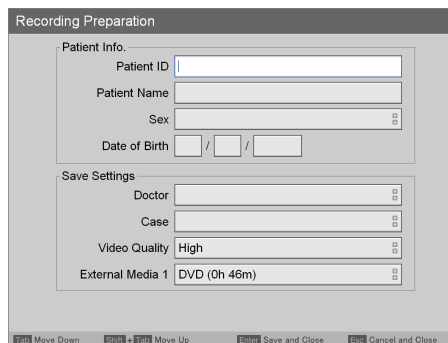 Recording Preparation
Patient Info.
Patient ID
Patient Name
Sex
Date of Birth / /
Save Settings
Doctor
Case
Video Quality High
External Media 1 DVD (0h 46m)
Tab Move Down Shift + Tab Move Up Enter Save and Close Esc Cancel and Close